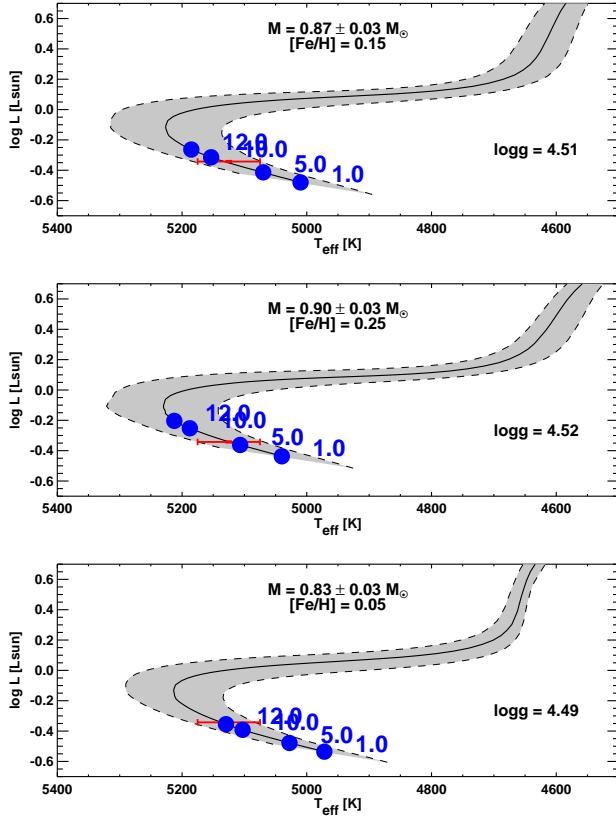 M = 0.87 ± 0.03 M☉
[Fe/H] = 0.15
0.6
0.4
0.2
0.0
-0.2
-0.4
-0.6
log L [Lsun]
12.0
10.0
5.0
1.0
logg = 4.51
5400 5200 5000 4800 4600
Teff [K]
M = 0.90 ± 0.03 M☉
[Fe/H] = 0.25
0.6
0.4
0.2
0.0
-0.2
-0.4
-0.6
log L [Lsun]
12.0
10.0
5.0
1.0
logg = 4.52
5400 5200 5000 4800 4600
Teff [K]
M = 0.83 ± 0.03 M☉
[Fe/H] = 0.05
0.6
0.4
0.2
0.0
-0.2
-0.4
-0.6
log L [Lsun]
12.0
10.0
5.0
1.0
logg = 4.49
5400 5200 5000 4800 4600
Teff [K]